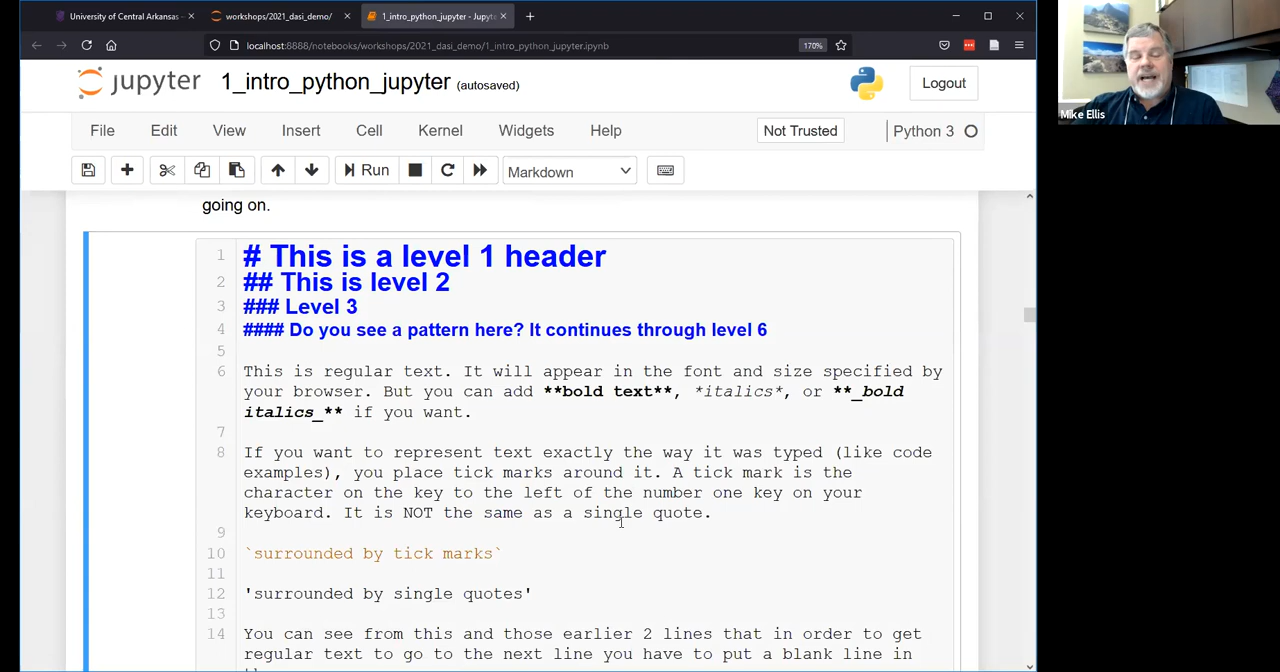 University of Central Arkansas -
workshops/2021_dasi_demo/
1_intro_python_jupyter - Jupyte
localhost:8888/notebooks/workshops/2021_dasi_demo/1_intro_python_jupyter.ipynb
170%
Mike Ellis
jupyter 1_intro_python_jupyter (autosaved)
Logout
File Edit View Insert Cell Kernel Widgets Help
Not Trusted
Python 3
Run
Markdown
going on.
1 # This is a level 1 header
2 ## This is level 2
3 ### Level 3
4 #### Do you see a pattern here? It continues through level 6
5
6 This is regular text. It will appear in the font and size specified by
your browser. But you can add **bold text**, *italics*, or **_bold
italics_** if you want.
7
8 If you want to represent text exactly the way it was typed (like code
examples), you place tick marks around it. A tick mark is the
character on the key to the left of the number one key on your
keyboard. It is NOT the same as a single quote.
9
10 `surrounded by tick marks`
11
12 'surrounded by single quotes'
13
14 You can see from this and those earlier 2 lines that in order to get
regular text to go to the next line you have to put a blank line in